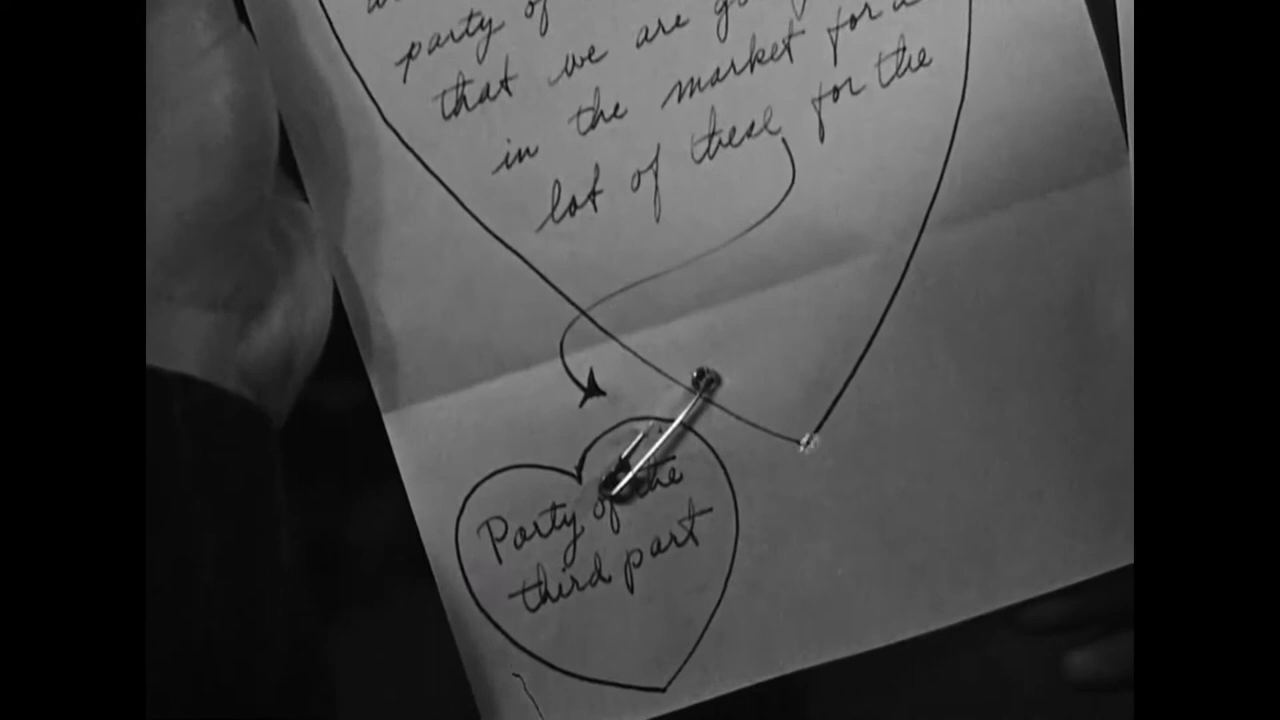 party of
that we are
in the market for a
lot of these for the
Party of the
third part